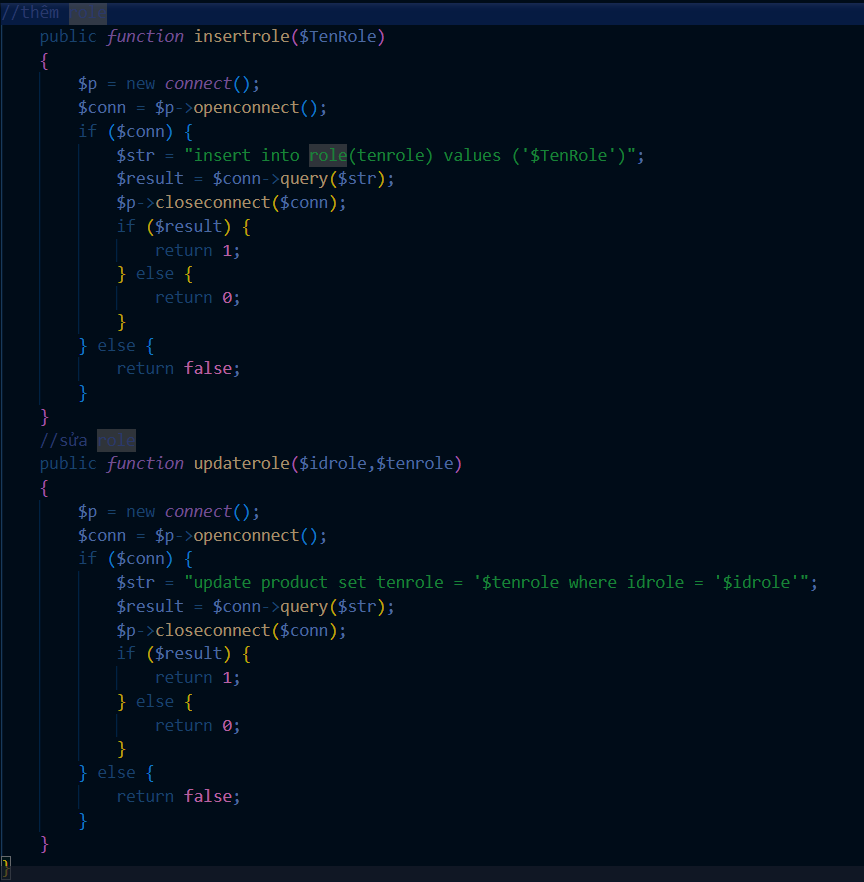 //thêm role
public function insertrole($TenRole)
{
$p = new connect();
$conn = $p->openconnect();
if ($conn) {
$str = "insert into role(tenrole) values ('$TenRole')";
$result = $conn->query($str);
$p->closeconnect($conn);
if ($result) {
return 1;
} else {
return 0;
}
} else {
return false;
}
}
//sửa role
public function updaterole($idrole,$tenrole)
{
$p = new connect();
$conn = $p->openconnect();
if ($conn) {
$str = "update product set tenrole = '$tenrole where idrole = '$idrole'";
$result = $conn->query($str);
$p->closeconnect($conn);
if ($result) {
return 1;
} else {
return 0;
}
} else {
return false;
}
}
}